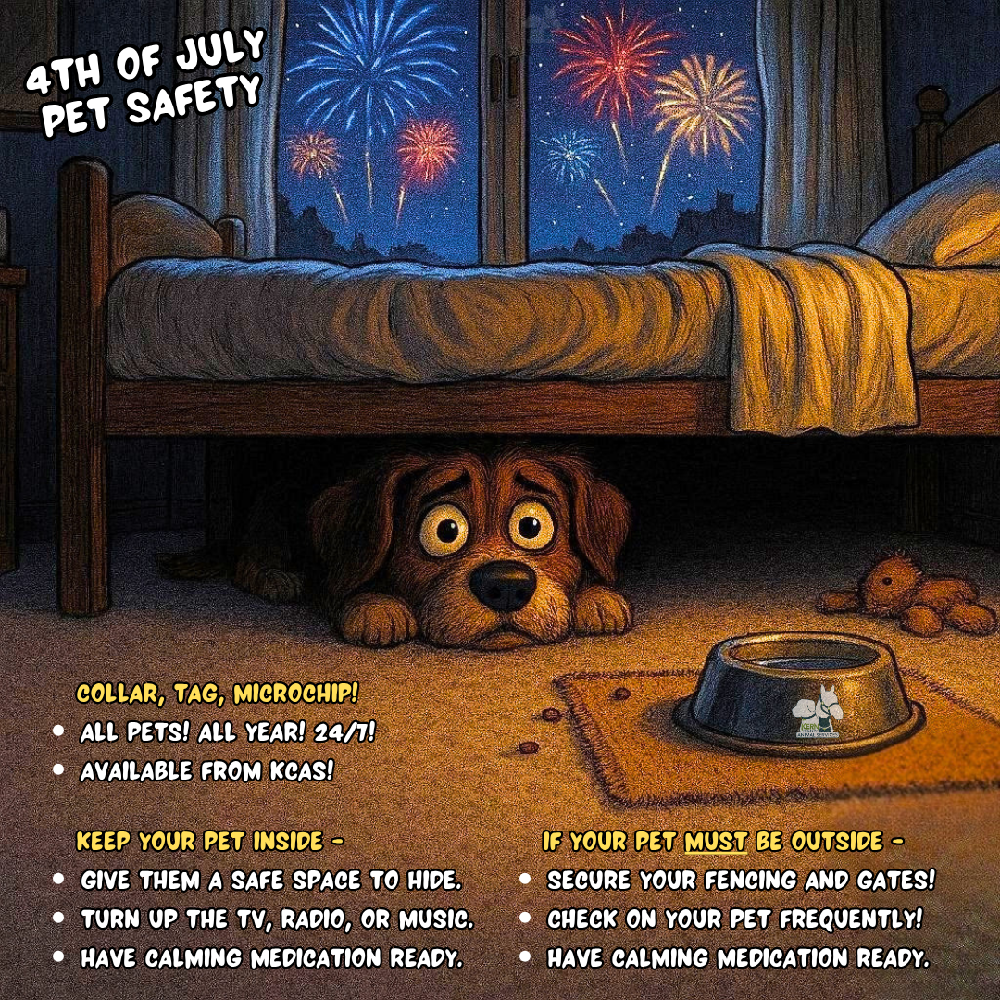 4TH OF JULY
PET SAFETY
COLLAR, TAG, MICROCHIP!
• ALL PETS! ALL YEAR! 24/7!
• AVAILABLE FROM KCAS!
KEEP YOUR PET INSIDE -
• GIVE THEM A SAFE SPACE TO HIDE.
• TURN UP THE TV, RADIO, OR MUSIC.
• HAVE CALMING MEDICATION READY.
IF YOUR PET MUST BE OUTSIDE -
• SECURE YOUR FENCING AND GATES!
• CHECK ON YOUR PET FREQUENTLY!
• HAVE CALMING MEDICATION READY.
KERN
ANIMAL SERVICES